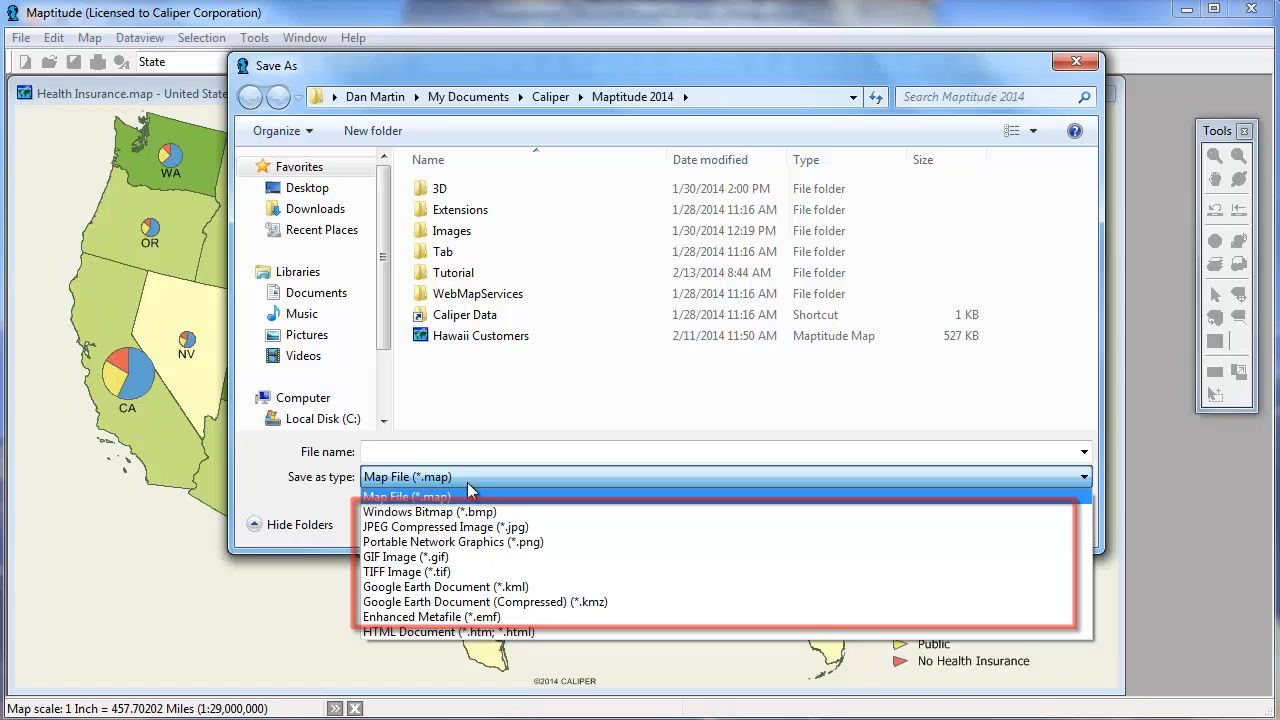 Maptitude (Licensed to Caliper Corporation)
File Edit Map Dataview Selection Tools Window Help
State
Health Insurance.map - United State
Save As
Dan Martin My Documents Caliper Maptitude 2014
Search Maptitude 2014
Organize New folder
Name Date modified Type Size
Favorites
Desktop
Downloads
Recent Places
Libraries
Documents
Music
Pictures
Videos
Computer
Local Disk (C:)
3D 1/30/2014 2:00 PM File folder
Extensions 1/28/2014 11:16 AM File folder
Images 1/30/2014 12:19 PM File folder
Tab 1/28/2014 11:16 AM File folder
Tutorial 2/13/2014 8:44 AM File folder
WebMapServices 1/28/2014 11:16 AM File folder
Caliper Data 1/28/2014 11:16 AM Shortcut 1 KB
Hawaii Customers 2/11/2014 11:50 AM Maptitude Map 527 KB
File name:
Save as type: Map File (*.map)
Map File (*.map)
Windows Bitmap (*.bmp)
JPEG Compressed Image (*.jpg)
Portable Network Graphics (*.png)
GIF Image (*.gif)
TIFF Image (*.tif)
Google Earth Document (*.kml)
Google Earth Document (Compressed) (*.kmz)
Enhanced Metafile (*.emf)
HTML Document (*.htm; *.html)
Hide Folders
Tools
WA
OR
NV
CA
Public
No Health Insurance
©2014 CALIPER
Map scale: 1 Inch = 457.70202 Miles (1:29,000,000)